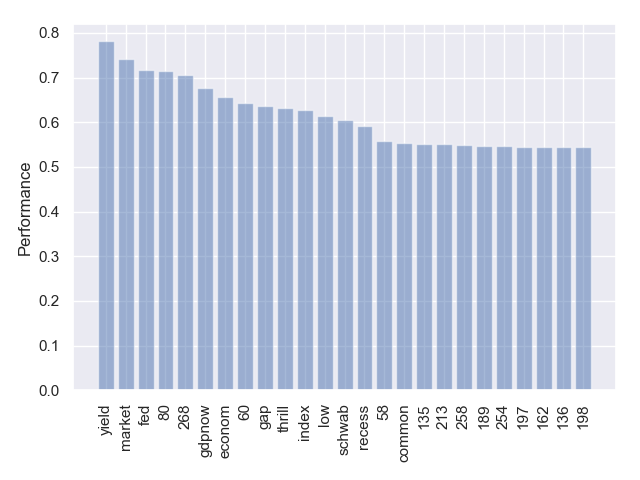 0.8
0.7
0.6
0.5
0.4
0.3
0.2
0.1
0.0
Performance
yield
market
fed
80
268
gdpnow
econom
60
gap
thrill
index
low
schwab
recess
58
common
135
213
258
189
254
197
162
136
198